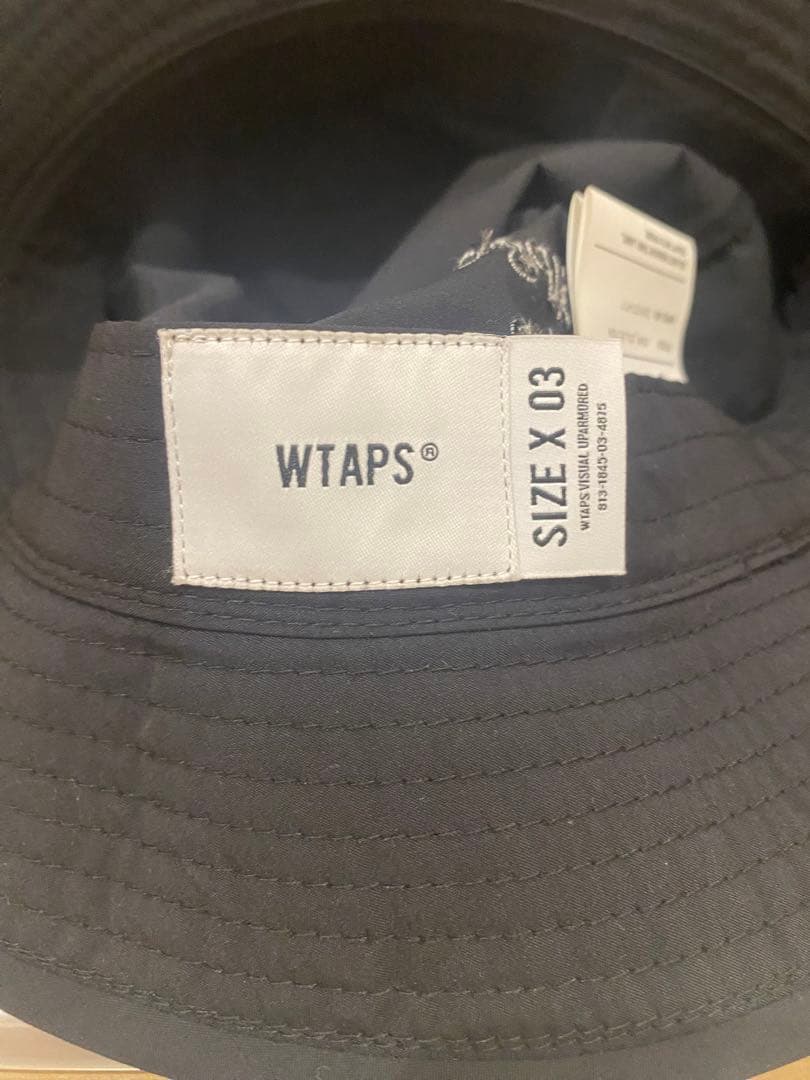 WTAPS®
SIZE X 03
WTAPS VISUAL UPARMORED
813-1845-03-4875